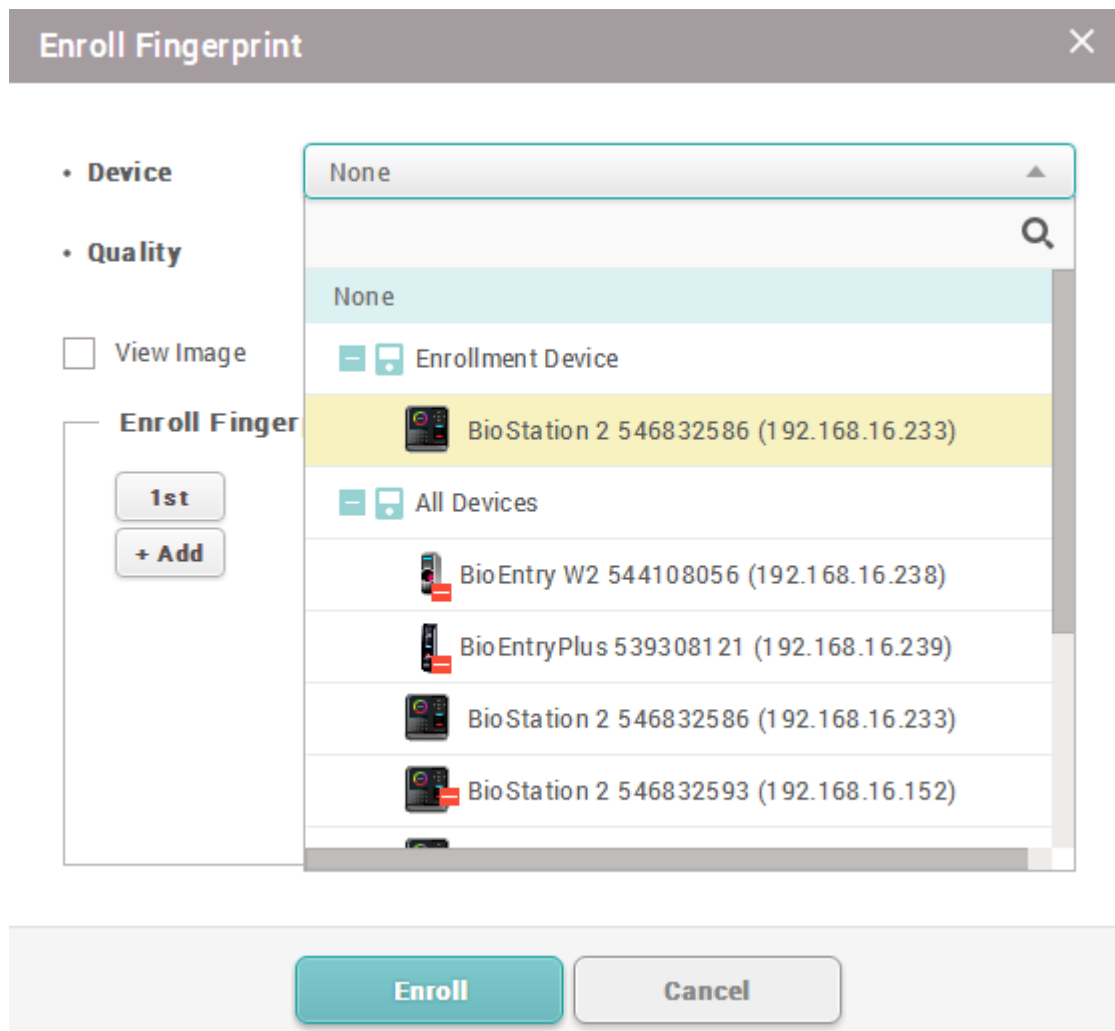 Enroll Fingerprint
• Device
None
• Quality
None
View Image
Enrollment Device
Enroll Finger
BioStation 2 546832586 (192.168.16.233)
1st
All Devices
+ Add
BioEntry W2 544108056 (192.168.16.238)
BioEntryPlus 539308121 (192.168.16.239)
BioStation 2 546832586 (192.168.16.233)
BioStation 2 546832593 (192.168.16.152)
Enroll
Cancel